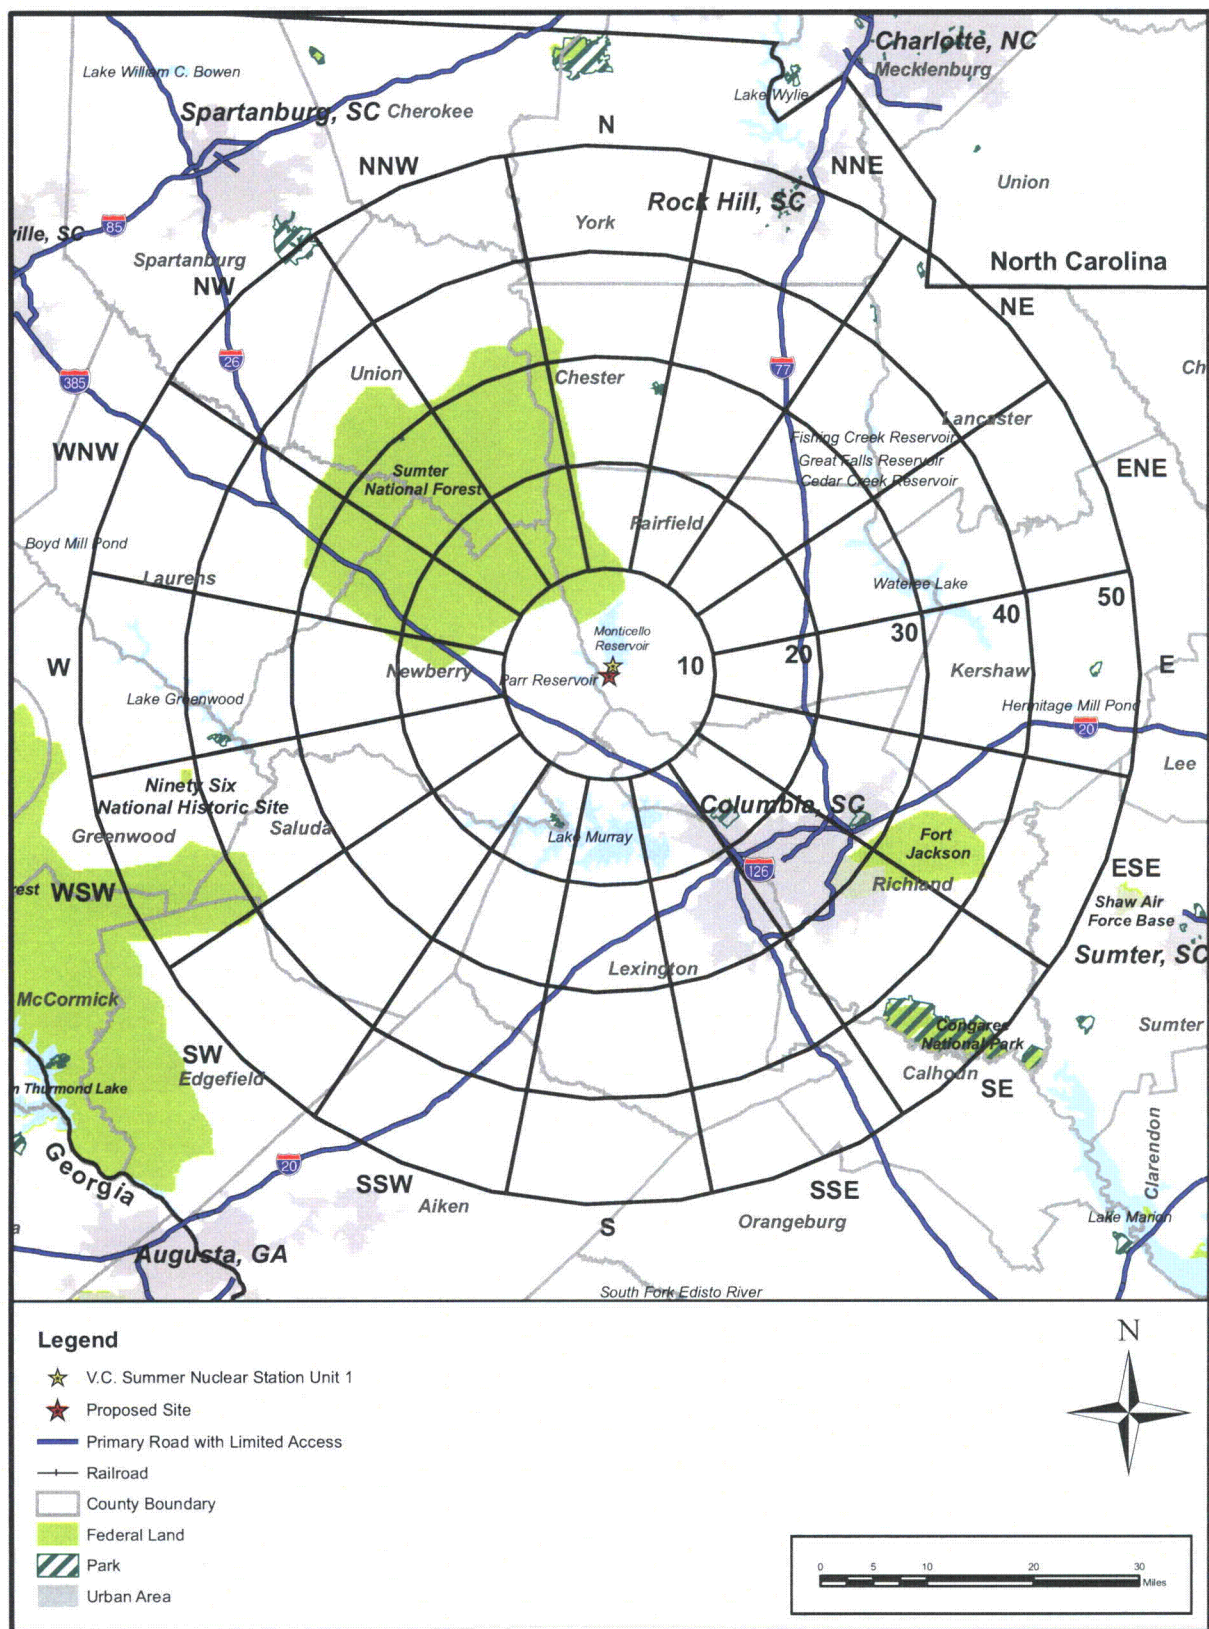 Charlotte, NC
Mecklenburg
Lake William C. Bowen
Lake Wylie
Spartanburg, SC
Cherokee
N
NNW
NNE
Union
Rock Hill, SC
York
85
ville, SC
Spartanburg
North Carolina
NW
NE
26
77
385
Union
Chester
Ch
Lancaster
Fishing Creek Reservoir
WNW
Great Falls Reservoir
ENE
Sumter
National Forest
Cedar Creek Reservoir
Fairfield
Boyd Mill Pond
Laurens
Wateree Lake
50
40
30
Monticello
Reservoir
20
10
W
E
Newberry
Parr Reservoir
Kershaw
Lake Greenwood
Hermitage Mill Pond
20
Lee
Ninety Six
National Historic Site
Columbia, SC
Greenwood
Saluda
Lake Murray
Fort
Jackson
126
ESE
Richland
rest
WSW
Shaw Air
Force Base
Sumter, SC
Lexington
McCormick
Congaree
National Park
Sumter
SW
Edgefield
Calhoun
SE
m Thurmond Lake
Clarendon
Georgia
20
SSW
SSE
Aiken
Lake Marion
S
Orangeburg
a
Augusta, GA
South Fork Edisto River
Legend
V.C. Summer Nuclear Station Unit 1
Proposed Site
Primary Road with Limited Access
Railroad
County Boundary
Federal Land
Park
Urban Area
N
0 5 10 20 30
Miles